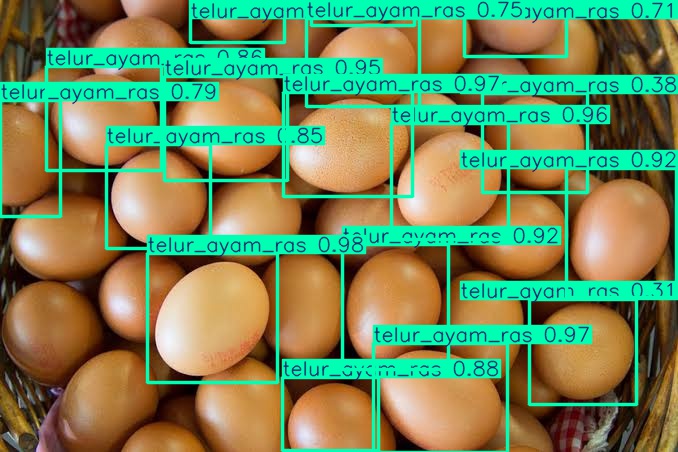 telur_ayam
telur_ayam_ras 0.75
ayam_ras 0.71
telur_ayam_ras 0.86
telur_ayam_ras 0.95
telur_ayam_ras 0.79
telur_ayam_ras 0.97
ayam_ras 0.38
telur_ayam_ras 0.96
telur_ayam_ras 0.85
telur_ayam_ras 0.92
telur_ayam_ras 0.98
telur_ayam_ras 0.92
telur_ayam_ras 0.31
telur_ayam_ras 0.97
telur_ayam_ras 0.88